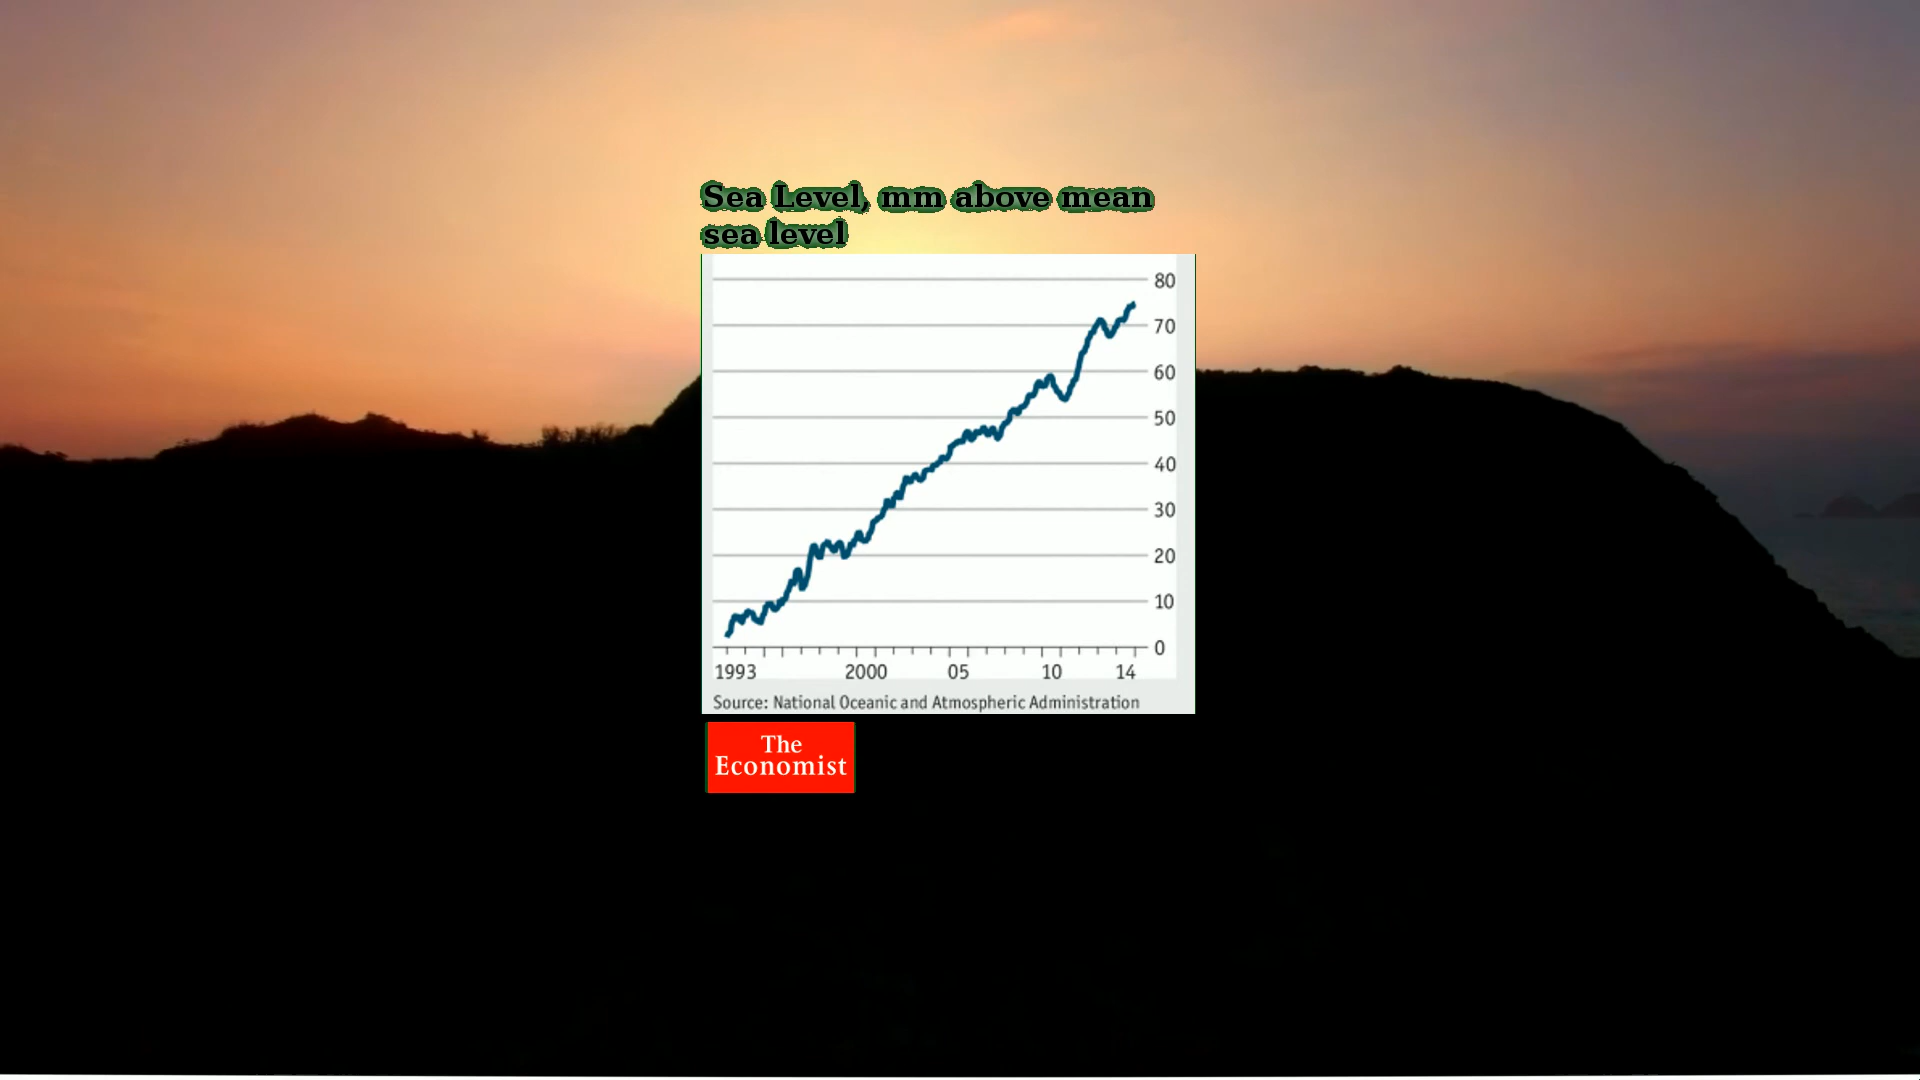 Sea Level, mm above mean
sea level
80
70
60
50
40
30
20
10
0
1993 2000 05 10 14
Source: National Oceanic and Atmospheric Administration
The
Economist